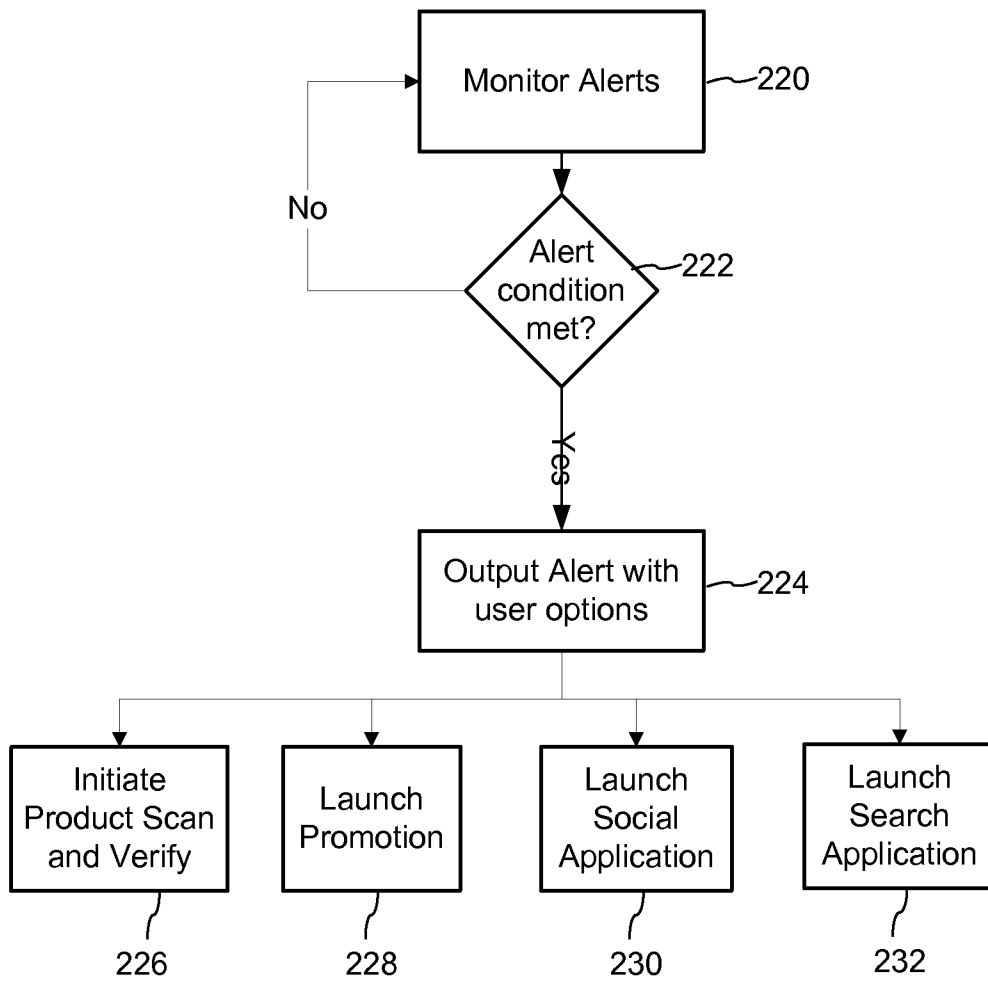 Monitor Alerts
220
No
Alert
condition
met?
222
Yes
Output Alert with
user options
224
Initiate
Product Scan
and Verify
Launch
Promotion
Launch
Social
Application
Launch
Search
Application
226
228
230
232